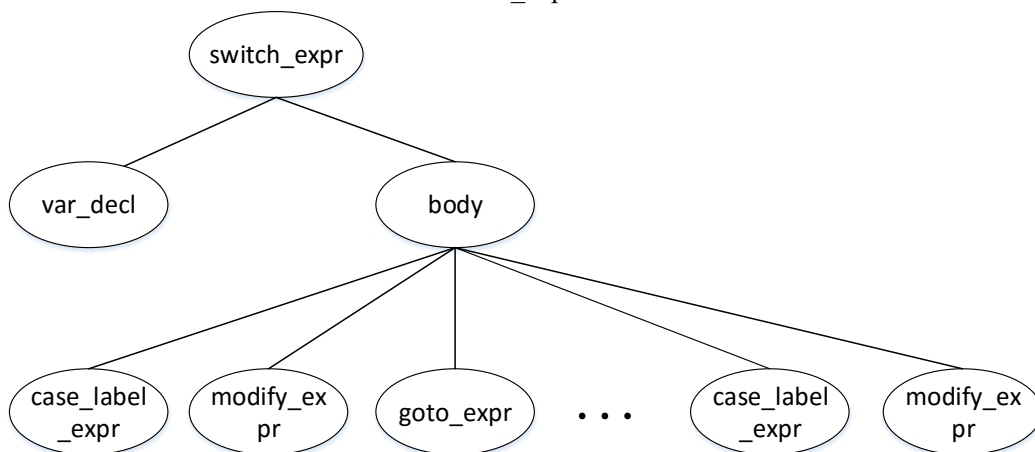 switch_expr
var_decl
body
case_label
_expr
modify_ex
pr
goto_expr
...
case_label
_expr
modify_ex
pr